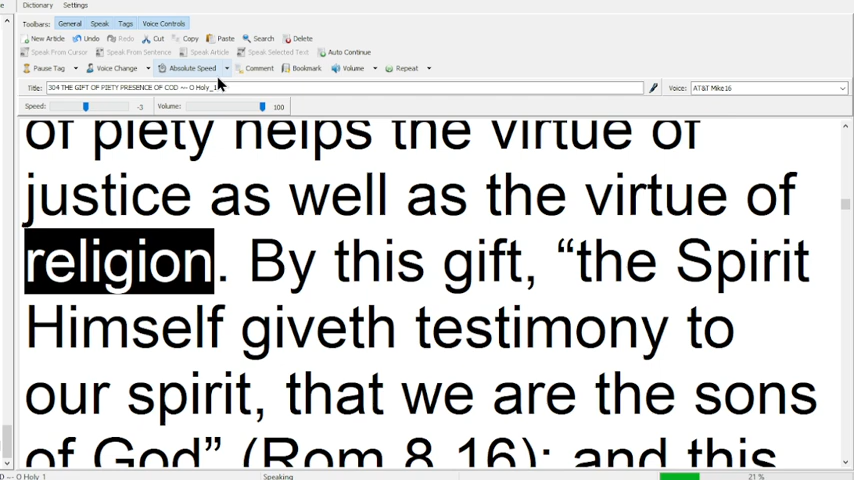 Dictionary Settings
Toolbars: General Speak Tags Voice Controls
New Article Undo Redo Cut Copy Paste Search Delete
Speak From Cursor Speak From Sentence Speak Article Speak Selected Text Auto Continue
Pause Tag Voice Change Absolute Speed Comment Bookmark Volume Repeat
Title: 304 THE GIFT OF PIETY PRESENCE OF COD ~- O Holy_1 Voice: AT&T Mike16
Speed: -3 Volume: 100
of piety helps the virtue of
justice as well as the virtue of
religion. By this gift, “the Spirit
Himself giveth testimony to
our spirit, that we are the sons
of God” (Rom 8,16); and this
D ~- O Holy_1 Speaking 21 %